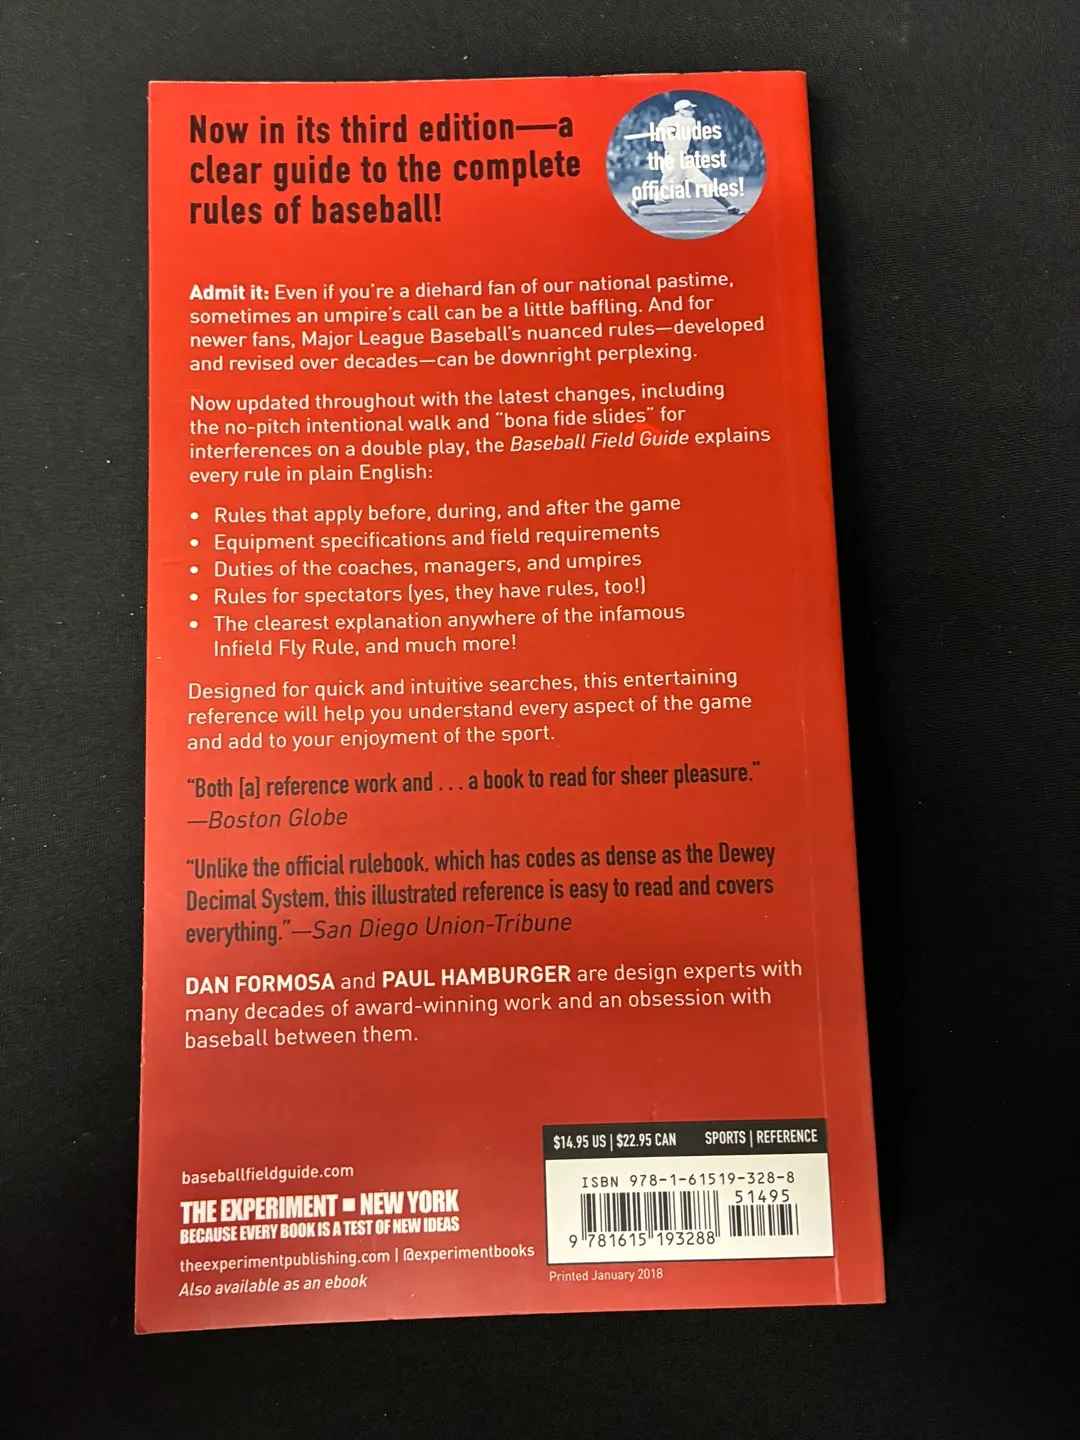 Now in its third edition—a
clear guide to the complete
rules of baseball!
—Includes
the latest
official rules!
Admit it: Even if you're a diehard fan of our national pastime,
sometimes an umpire's call can be a little baffling. And for
newer fans, Major League Baseball's nuanced rules—developed
and revised over decades—can be downright perplexing.
Now updated throughout with the latest changes, including
the no-pitch intentional walk and "bona fide slides" for
interferences on a double play, the Baseball Field Guide explains
every rule in plain English:
• Rules that apply before, during, and after the game
• Equipment specifications and field requirements
• Duties of the coaches, managers, and umpires
• Rules for spectators (yes, they have rules, too!)
• The clearest explanation anywhere of the infamous
Infield Fly Rule, and much more!
Designed for quick and intuitive searches, this entertaining
reference will help you understand every aspect of the game
and add to your enjoyment of the sport.
"Both [a] reference work and . . . a book to read for sheer pleasure."
—Boston Globe
"Unlike the official rulebook, which has codes as dense as the Dewey
Decimal System, this illustrated reference is easy to read and covers
everything."—San Diego Union-Tribune
DAN FORMOSA and PAUL HAMBURGER are design experts with
many decades of award-winning work and an obsession with
baseball between them.
baseballfieldguide.com
THE EXPERIMENT ■ NEW YORK
BECAUSE EVERY BOOK IS A TEST OF NEW IDEAS
theexperimentpublishing.com | @experimentbooks
Also available as an ebook
$14.95 US | $22.95 CAN SPORTS | REFERENCE
ISBN 978-1-61519-328-8
51495
9 781615 193288
Printed January 2018